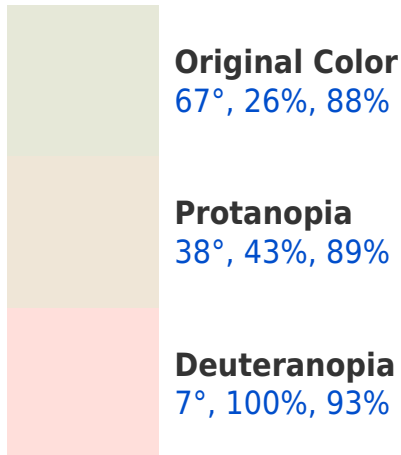 Original Color
67°, 26%, 88%
Protanopia
38°, 43%, 89%
Deuteranopia
7°, 100%, 93%